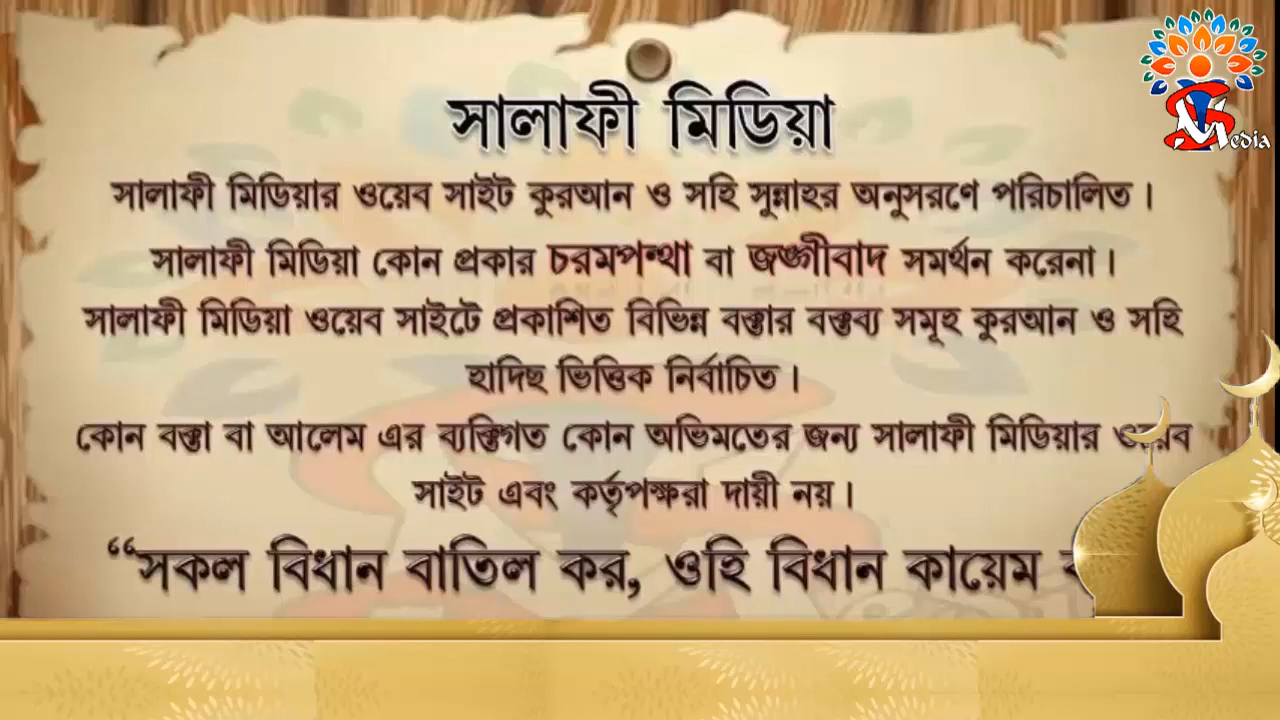 সালাফী মিডিয়া
সালাফী মিডিয়ার ওয়েব সাইট কুরআন ও সহি সুন্নাহর অনুসরণে পরিচালিত।
সালাফী মিডিয়া কোন প্রকার চরমপন্থা বা জঙ্গীবাদ সমর্থন করেনা।
সালাফী মিডিয়া ওয়েব সাইটে প্রকাশিত বিভিন্ন বক্তার বক্তব্য সমূহ কুরআন ও সহি
হাদিছ ভিত্তিক নির্বাচিত।
কোন বক্তা বা আলেম এর ব্যক্তিগত কোন অভিমতের জন্য সালাফী মিডিয়ার ওয়েব
সাইট এবং কর্তৃপক্ষরা দায়ী নয়।
“সকল বিধান বাতিল কর, ওহি বিধান কায়েম
Media